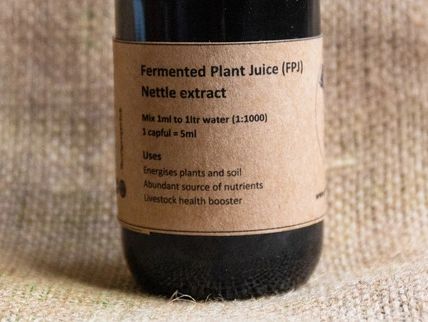 Fermented Plant Juice (FPJ)
Nettle extract
Mix 1ml to 1ltr water (1:1000)
1 capful = 5ml
Uses
Energises plants and soil
Abundant source of nutrients
Livestock health booster